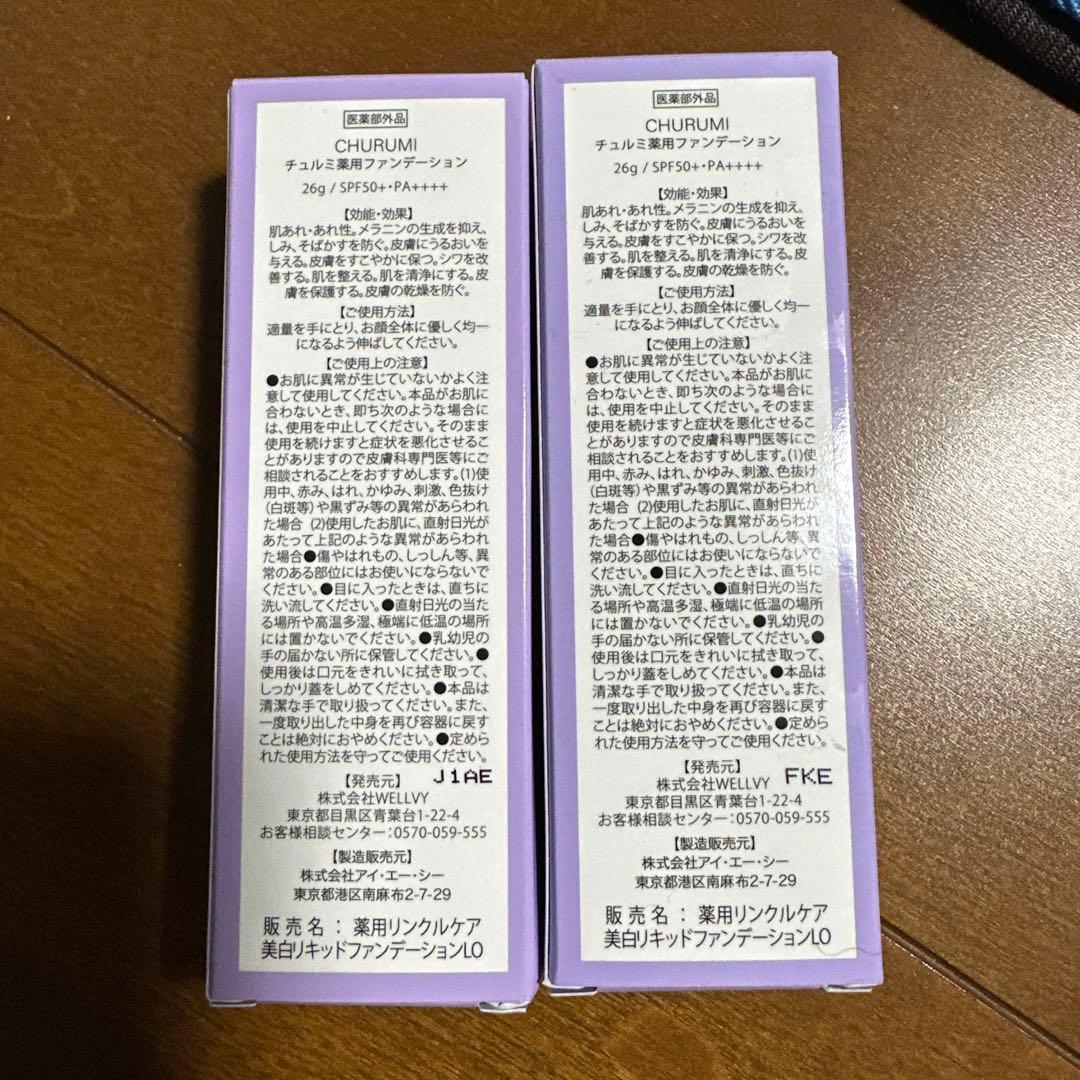 医薬部外品
CHURUMI
チュルミ薬用ファンデーション
26g / SPF50+・PA++++
【効能・効果】
肌あれ・あれ性。メラニンの生成を抑え、
しみ、そばかすを防ぐ。皮膚にうるおいを
与える。皮膚をすこやかに保つ。シワを改
善する。肌を整える。肌を清浄にする。皮
膚を保護する。皮膚の乾燥を防ぐ。
【ご使用方法】
適量を手にとり、お顔全体に優しく均一
になるよう伸ばしてください。
【ご使用上の注意】
●お肌に異常が生じていないかよく注
意して使用してください。本品がお肌に
合わないとき、即ち次のような場合に
は、使用を中止してください。そのまま
使用を続けますと症状を悪化させるこ
とがありますので皮膚科専門医等にご
相談されることをおすすめします。(1)使
用中、赤み、はれ、かゆみ、刺激、色抜け
(白斑等)や黒ずみ等の異常があらわれ
た場合 (2)使用したお肌に、直射日光が
あたって上記のような異常があらわれ
た場合●傷やはれもの、しっしん等、異
常のある部位にはお使いにならないで
ください。●目に入ったときは、直ちに
洗い流してください。●直射日光の当た
る場所や高温多湿、極端に低温の場所
には置かないでください。●乳幼児の
手の届かない所に保管してください。●
使用後は口元をきれいに拭き取って、
しっかり蓋をしめてください。●本品は
清潔な手で取り扱ってください。また、
一度取り出した中身を再び容器に戻す
ことは絶対におやめください。●定めら
れた使用方法を守ってご使用ください。
【発売元】 J1AE
株式会社WELLVY
東京都目黒区青葉台1-22-4
お客様相談センター:0570-059-555
【製造販売元】
株式会社アイ・エー・シー
東京都港区南麻布2-7-29
販売名：薬用リンクルケア
美白リキッドファンデーションLO
医薬部外品
CHURUMI
チュルミ薬用ファンデーション
26g / SPF50+・PA++++
【効能・効果】
肌あれ・あれ性。メラニンの生成を抑え、
しみ、そばかすを防ぐ。皮膚にうるおいを
与える。皮膚をすこやかに保つ。シワを改
善する。肌を整える。肌を清浄にする。皮
膚を保護する。皮膚の乾燥を防ぐ。
【ご使用方法】
適量を手にとり、お顔全体に優しく均一
になるよう伸ばしてください。
【ご使用上の注意】
●お肌に異常が生じていないかよく注
意して使用してください。本品がお肌に
合わないとき、即ち次のような場合に
は、使用を中止してください。そのまま
使用を続けますと症状を悪化させるこ
とがありますので皮膚科専門医等にご
相談されることをおすすめします。(1)使
用中、赤み、はれ、かゆみ、刺激、色抜け
(白斑等)や黒ずみ等の異常があらわれ
た場合 (2)使用したお肌に、直射日光が
あたって上記のような異常があらわれ
た場合●傷やはれもの、しっしん等、異
常のある部位にはお使いにならないで
ください。●目に入ったときは、直ちに
洗い流してください。●直射日光の当た
る場所や高温多湿、極端に低温の場所
には置かないでください。●乳幼児の
手の届かない所に保管してください。●
使用後は口元をきれいに拭き取って、
しっかり蓋をしめてください。●本品は
清潔な手で取り扱ってください。また、
一度取り出した中身を再び容器に戻す
ことは絶対におやめください。●定めら
れた使用方法を守ってご使用ください。
【発売元】 FKE
株式会社WELLVY
東京都目黒区青葉台1-22-4
お客様相談センター:0570-059-555
【製造販売元】
株式会社アイ・エー・シー
東京都港区南麻布2-7-29
販売名：薬用リンクルケア
美白リキッドファンデーションLO